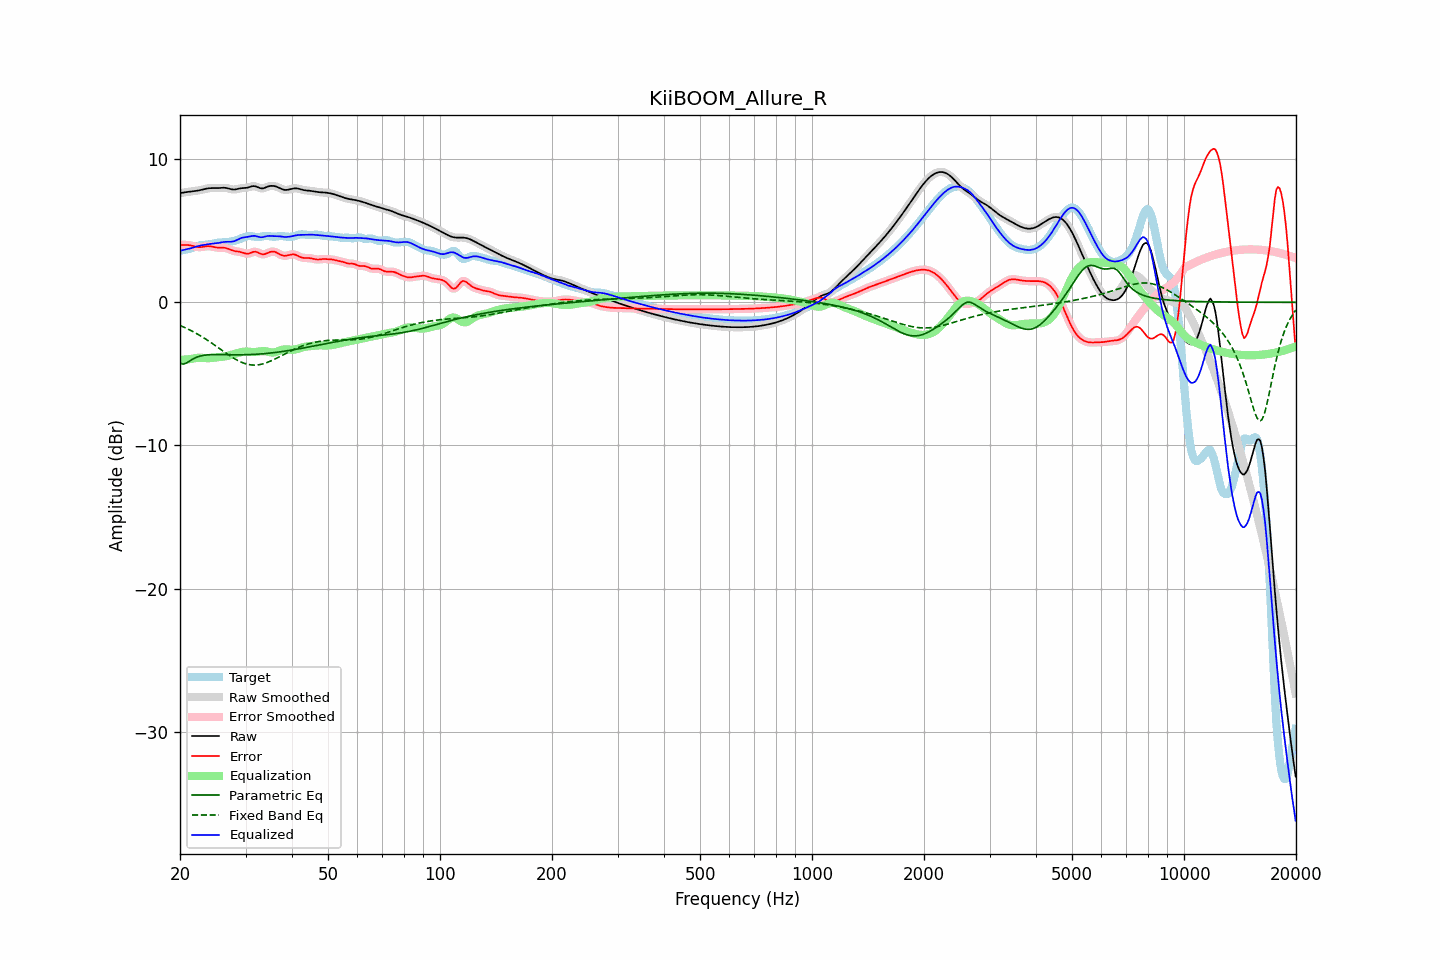 KiiBOOM_Allure_R
10
0
−10
−20
−30
Amplitude (dBr)
Target
Raw Smoothed
Error Smoothed
Raw
Error
Equalization
Parametric Eq
Fixed Band Eq
Equalized
20
50
100
200
500
1000
2000
5000
10000
20000
Frequency (Hz)